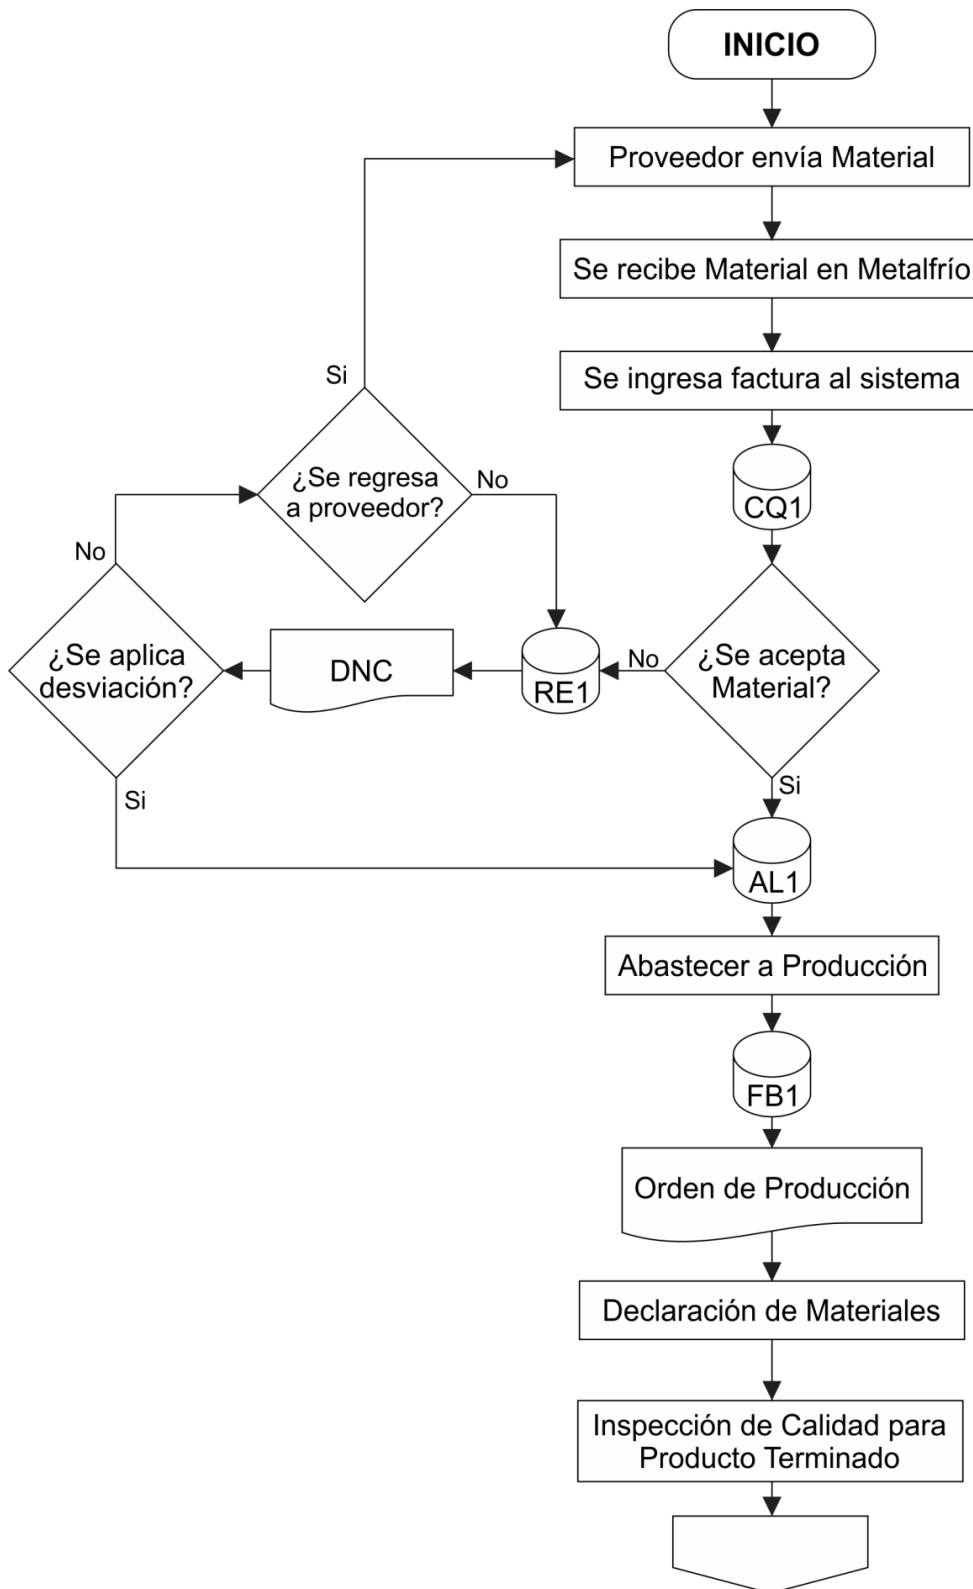 INICIO
Proveedor envía Material
Se recibe Material en Metalfrío
Se ingresa factura al sistema
Si
¿Se regresa
a proveedor?
No
CQ1
No
¿Se aplica
desviación?
DNC
RE1
No
¿Se acepta
Material?
Si
Si
AL1
Abastecer a Producción
FB1
Orden de Producción
Declaración de Materiales
Inspección de Calidad para
Producto Terminado